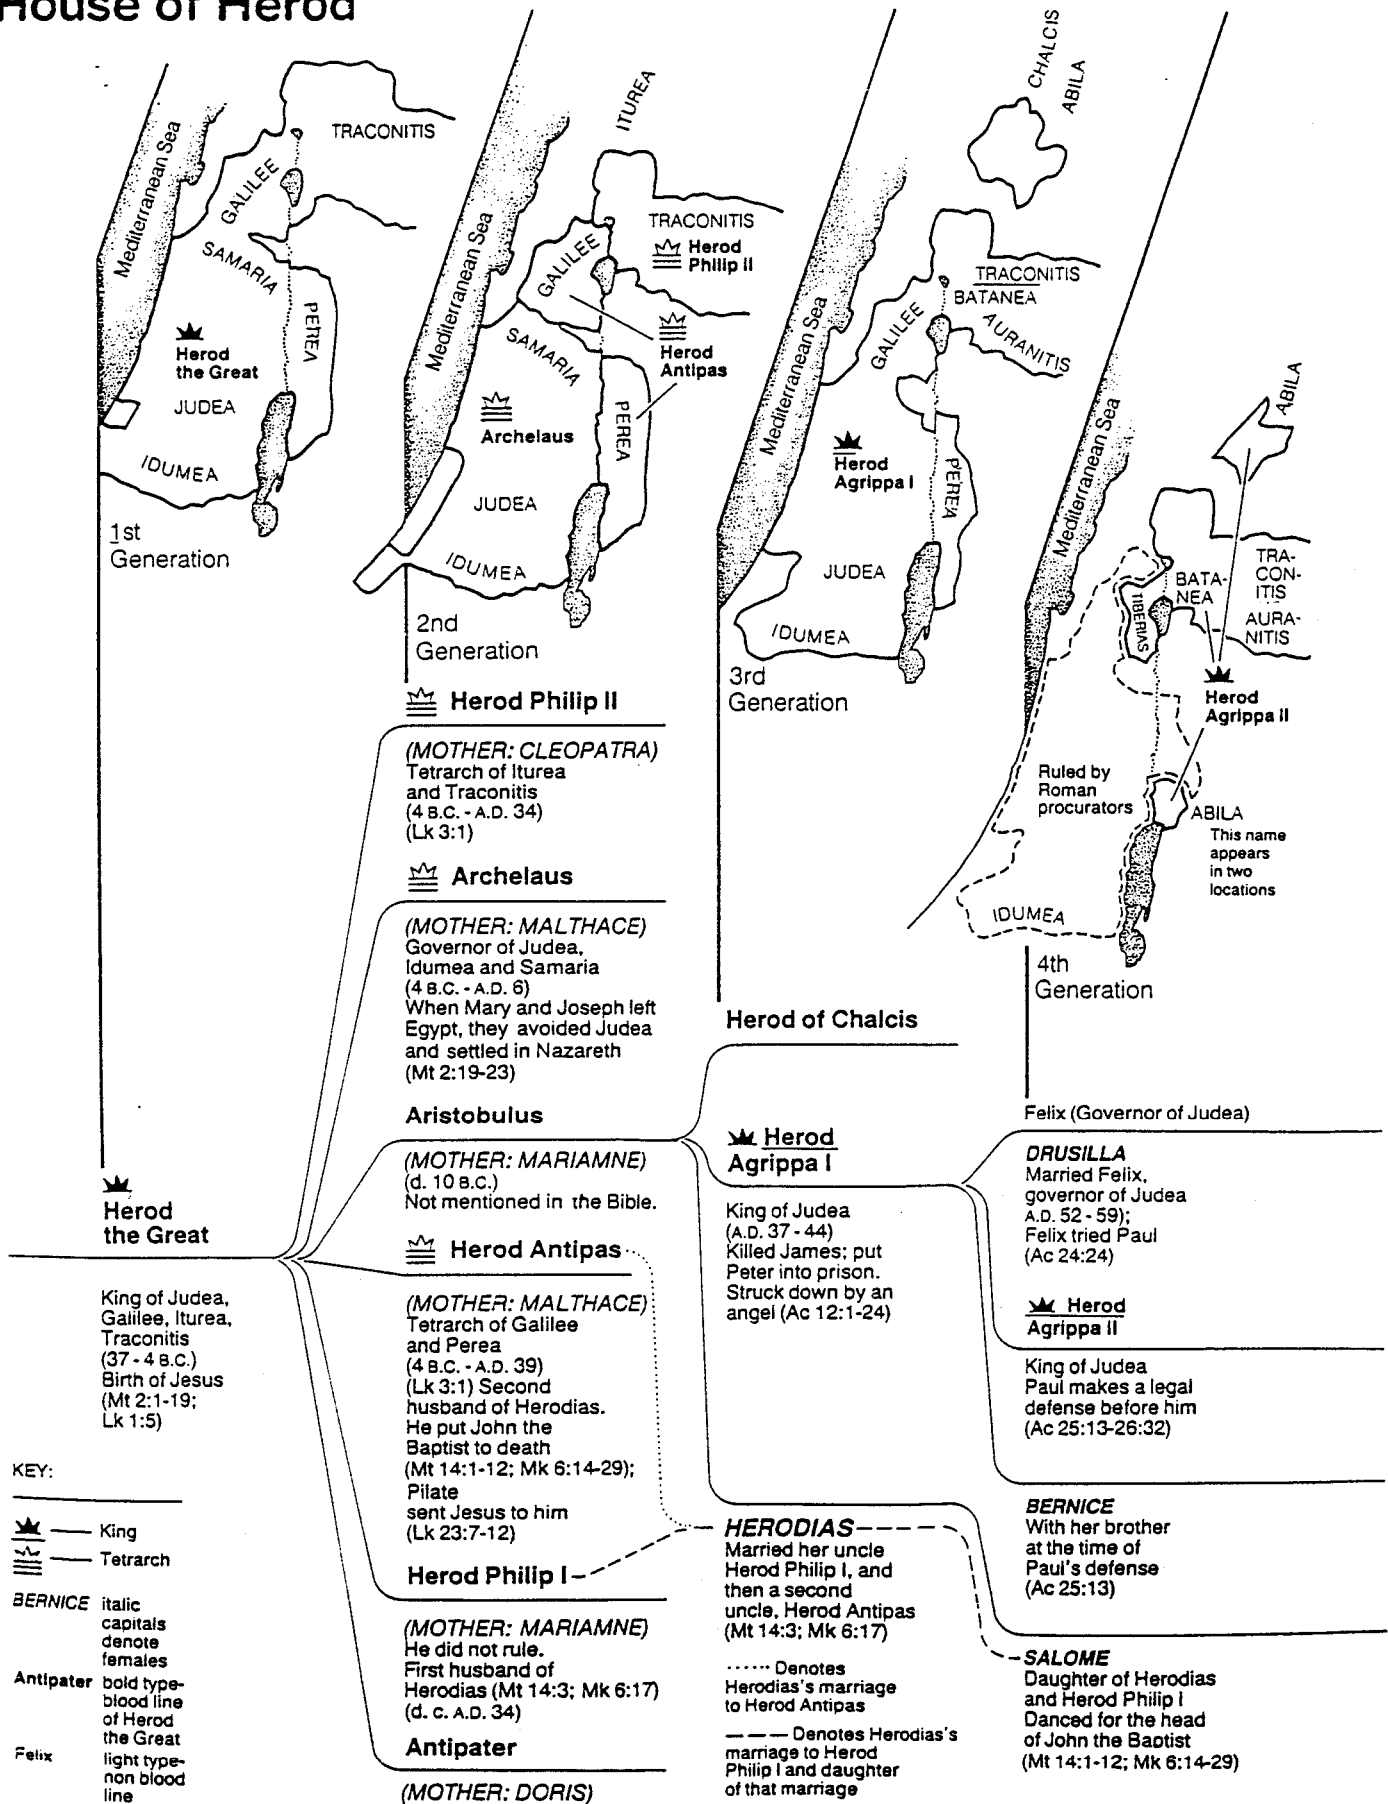 House of Herod
Mediterranean Sea
TRACONITIS
GALILEE
SAMARIA
PEREA
Herod
the Great
JUDEA
IDUMEA
1st
Generation
ITUREA
Mediterranean Sea
TRACONITIS
Herod
Philip II
GALILEE
SAMARIA
Herod
Antipas
PEREA
Archelaus
JUDEA
IDUMEA
2nd
Generation
CHALCIS
ABILA
Mediterranean Sea
TRACONITIS
BATANEA
AURANITIS
GALILEE
Herod
Agrippa I
PEREA
JUDEA
IDUMEA
3rd
Generation
ABILA
Mediterranean Sea
TRA-
CON-
ITIS
BATA-
NEA
AURA-
NITIS
TIBERIAS
Herod
Agrippa II
Ruled by
Roman
procurators
ABILA
This name
appears
in two
locations
IDUMEA
4th
Generation
Herod
the Great
King of Judea,
Galilee, Iturea,
Traconitis
(37 - 4 B.C.)
Birth of Jesus
(Mt 2:1-19;
Lk 1:5)
KEY:
King
Tetrarch
BERNICE italic
capitals
denote
females
Antipater bold type-
blood line
of Herod
the Great
Felix light type-
non blood
line
Herod Philip II
(MOTHER: CLEOPATRA)
Tetrarch of Iturea
and Traconitis
(4 B.C. - A.D. 34)
(Lk 3:1)
Archelaus
(MOTHER: MALTHACE)
Governor of Judea,
Idumea and Samaria
(4 B.C. - A.D. 6)
When Mary and Joseph left
Egypt, they avoided Judea
and settled in Nazareth
(Mt 2:19-23)
Aristobulus
(MOTHER: MARIAMNE)
(d. 10 B.C.)
Not mentioned in the Bible.
Herod Antipas
(MOTHER: MALTHACE)
Tetrarch of Galilee
and Perea
(4 B.C. - A.D. 39)
(Lk 3:1) Second
husband of Herodias.
He put John the
Baptist to death
(Mt 14:1-12; Mk 6:14-29);
Pilate
sent Jesus to him
(Lk 23:7-12)
Herod Philip I
(MOTHER: MARIAMNE)
He did not rule.
First husband of
Herodias (Mt 14:3; Mk 6:17)
(d. c. A.D. 34)
Antipater
(MOTHER: DORIS)
Herod of Chalcis
Herod
Agrippa I
King of Judea
(A.D. 37 - 44)
Killed James; put
Peter into prison.
Struck down by an
angel (Ac 12:1-24)
HERODIAS
Married her uncle
Herod Philip I, and
then a second
uncle, Herod Antipas
(Mt 14:3; Mk 6:17)
Denotes
Herodias's marriage
to Herod Antipas
Denotes Herodias's
marriage to Herod
Philip I and daughter
of that marriage
Felix (Governor of Judea)
DRUSILLA
Married Felix,
governor of Judea
A.D. 52 - 59);
Felix tried Paul
(Ac 24:24)
Herod
Agrippa II
King of Judea
Paul makes a legal
defense before him
(Ac 25:13-26:32)
BERNICE
With her brother
at the time of
Paul's defense
(Ac 25:13)
SALOME
Daughter of Herodias
and Herod Philip I
Danced for the head
of John the Baptist
(Mt 14:1-12; Mk 6:14-29)